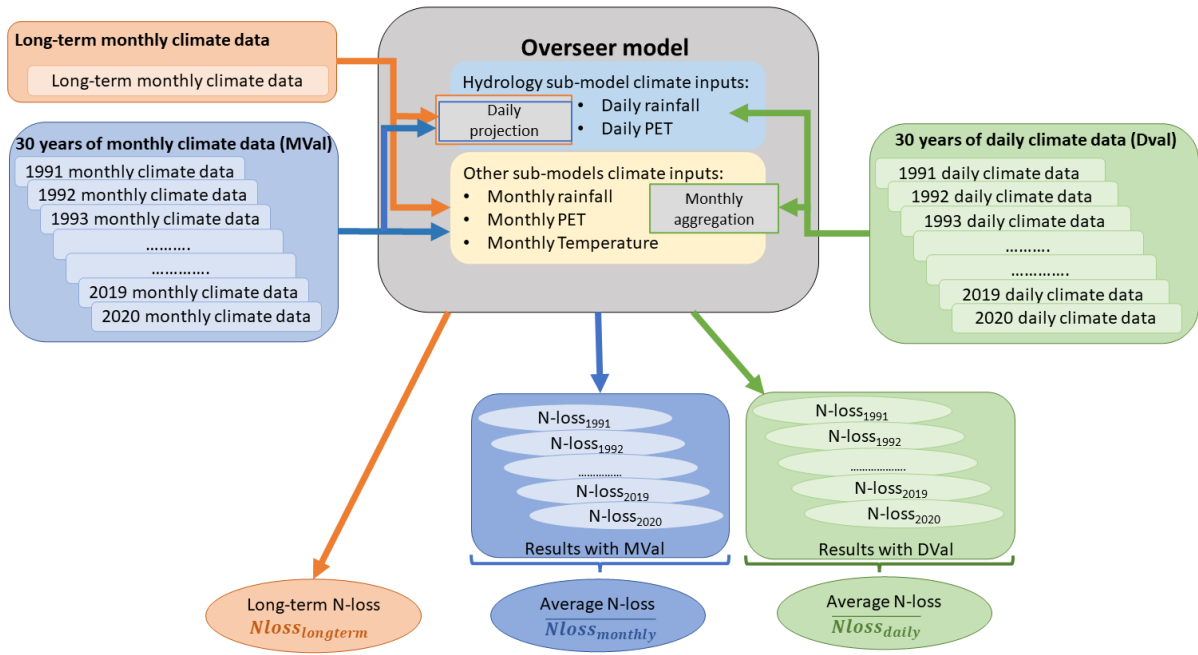 Long-term monthly climate data
Long-term monthly climate data
30 years of monthly climate data (MVal)
1991 monthly climate data
1992 monthly climate data
1993 monthly climate data
……….
………….
2019 monthly climate data
2020 monthly climate data
Overseer model
Hydrology sub-model climate inputs:
Daily
projection
• Daily rainfall
• Daily PET
Other sub-models climate inputs:
• Monthly rainfall
• Monthly PET
• Monthly Temperature
Monthly
aggregation
30 years of daily climate data (Dval)
1991 daily climate data
1992 daily climate data
1993 daily climate data
……….
………….
2019 daily climate data
2020 daily climate data
N-loss1991
N-loss1992
……………
N-loss2019
N-loss2020
Results with MVal
N-loss1991
N-loss1992
……………….
N-loss2019
N-loss2020
Results with DVal
Long-term N-loss
Nlosslongterm
Average N-loss
Nlossmonthly
Average N-loss
Nlossdaily